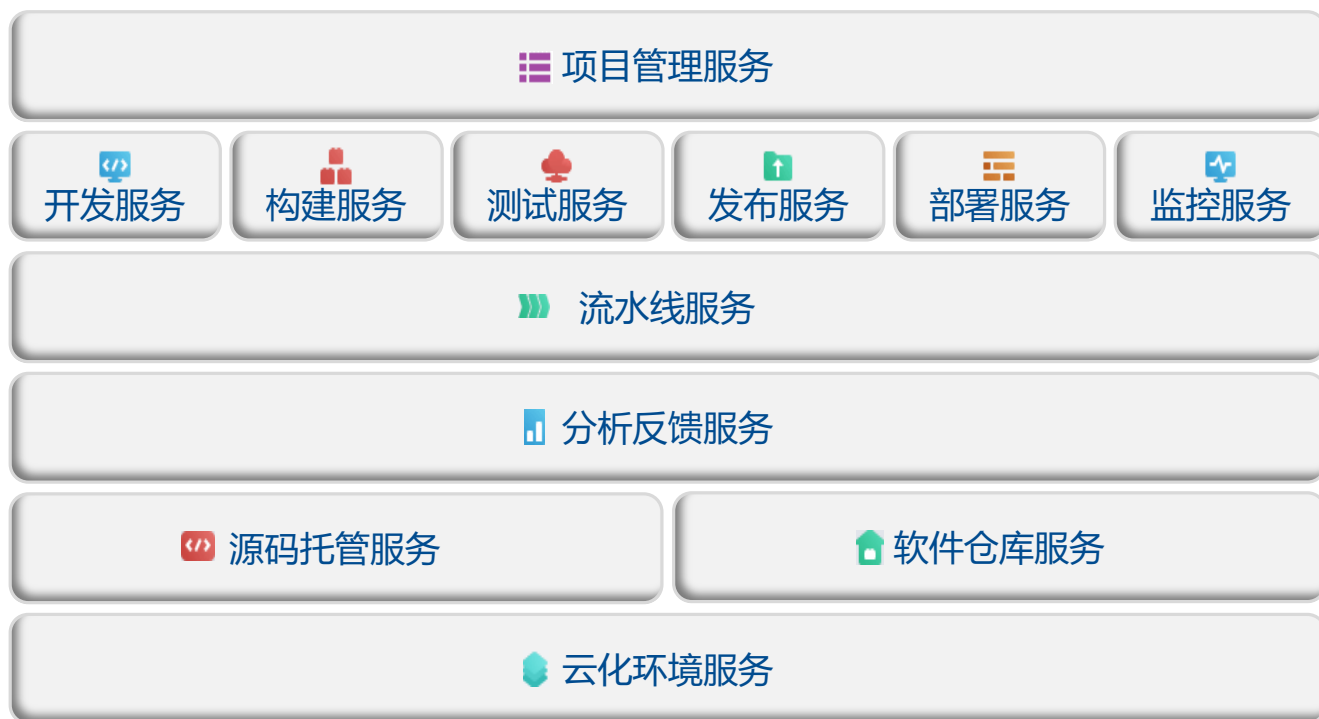 项目管理服务
开发服务
构建服务
测试服务
发布服务
部署服务
监控服务
流水线服务
分析反馈服务
源码托管服务
软件仓库服务
云化环境服务